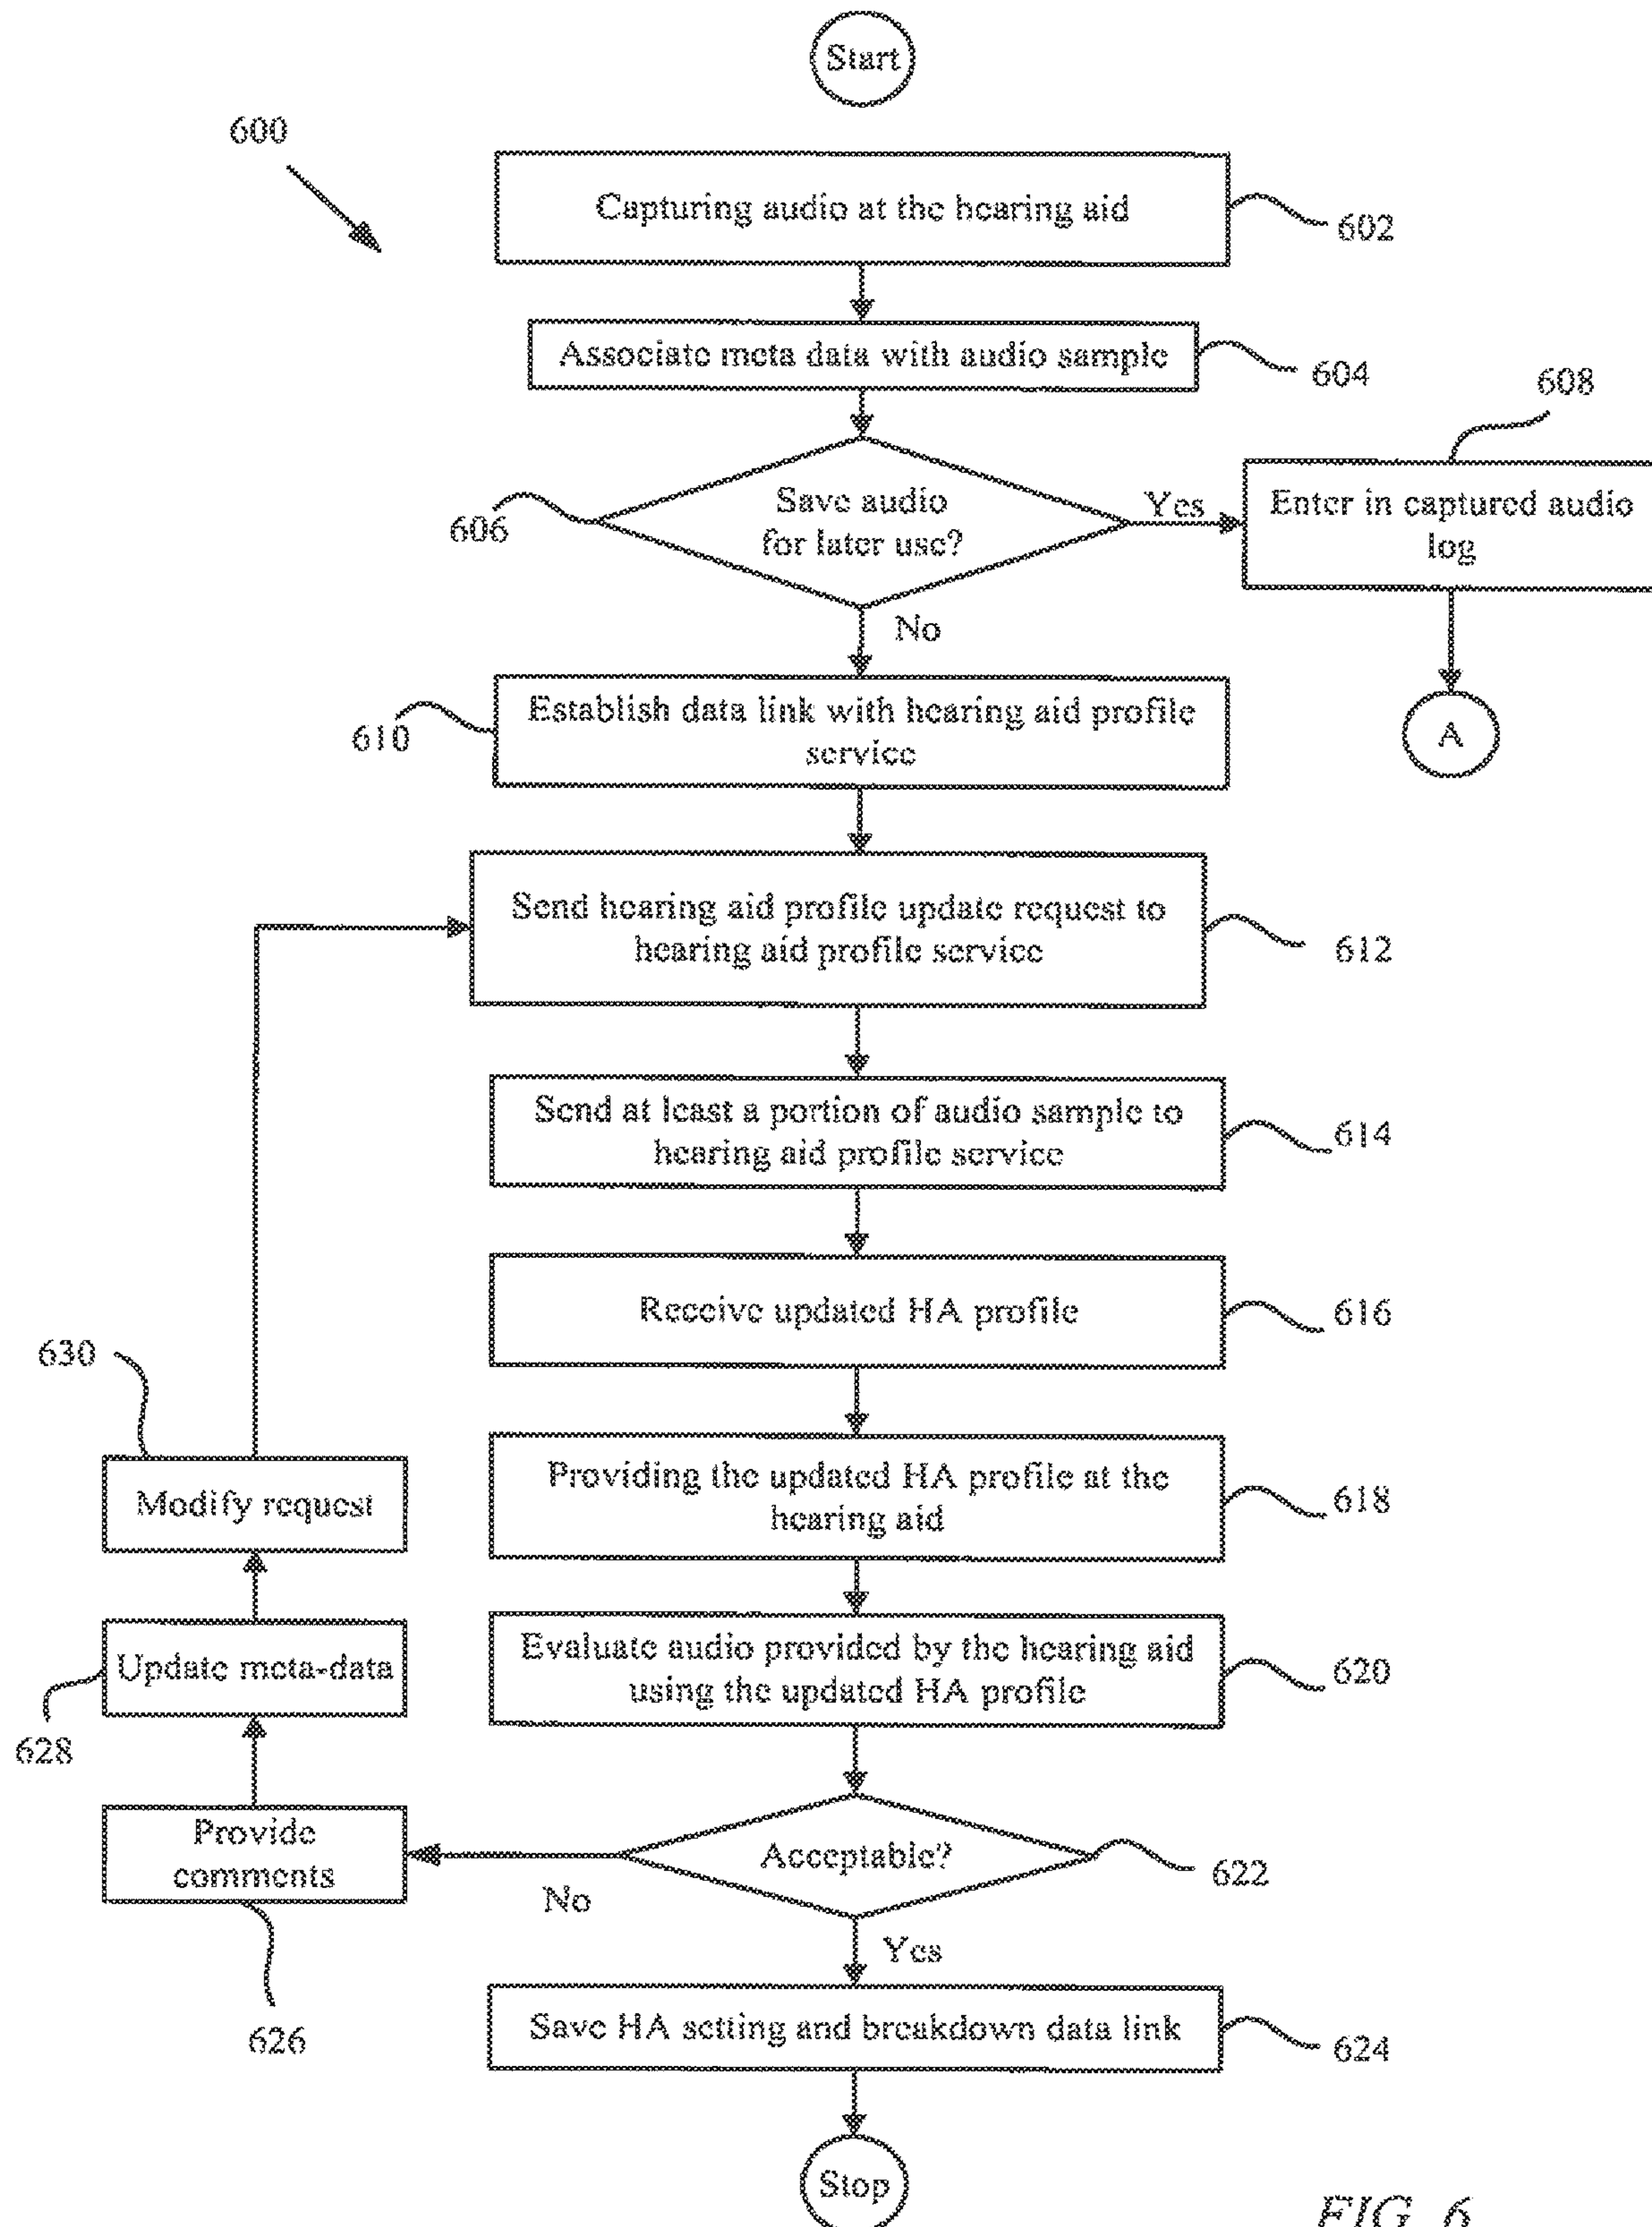 Start
600
Capturing audio at the hearing aid
602
Associate meta data with audio sample
604
608
Save audio
for later use?
606
Yes
Enter in captured audio
log
No
A
Establish data link with hearing aid profile
service
610
Send hearing aid profile update request to
hearing aid profile service
612
Send at least a portion of audio sample to
hearing aid profile service
614
Receive updated HA profile
616
630
Providing the updated HA profile at the
hearing aid
618
Modify request
Evaluate audio provided by the hearing aid
using the updated HA profile
620
Update meta-data
628
Provide
comments
Acceptable?
622
No
Yes
626
Save HA setting and breakdown data link
624
Stop
FIG. 6